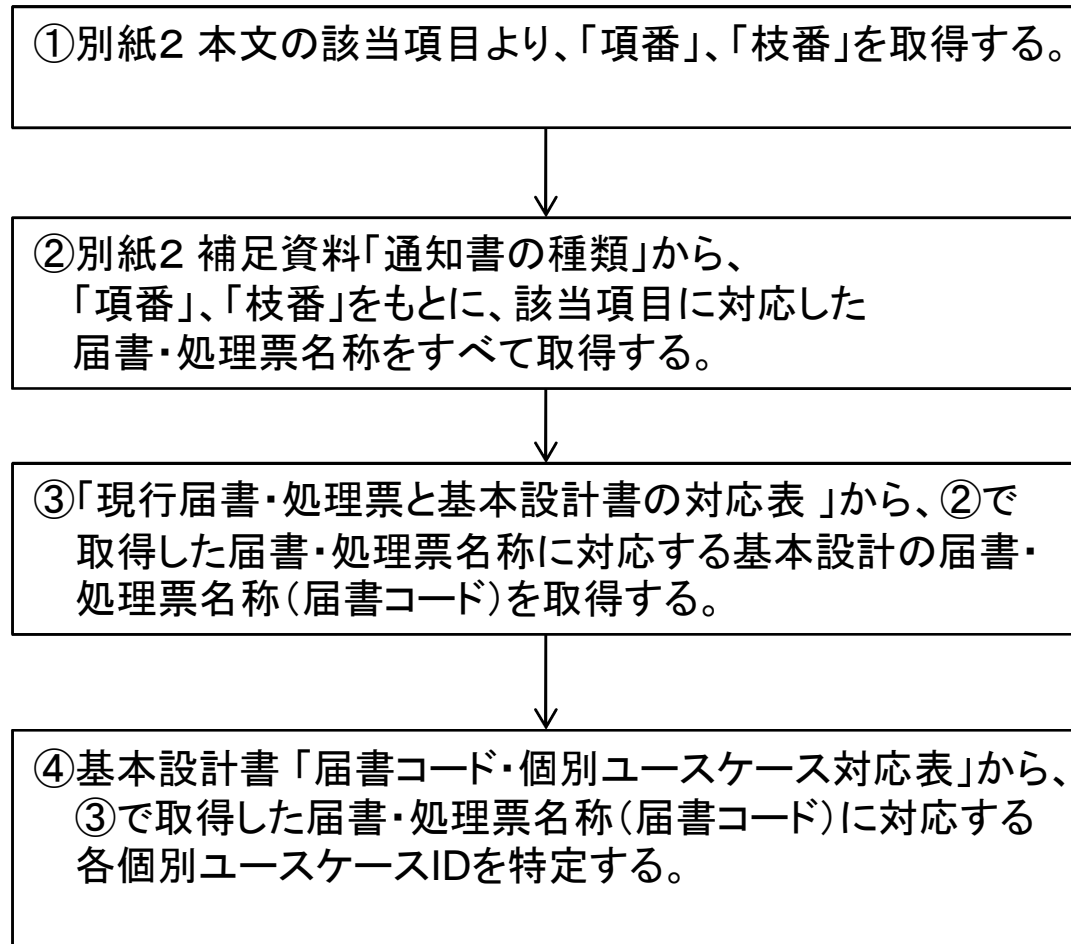 ①別紙2 本文の該当項目より、「項番」、「枝番」を取得する。
②別紙2 補足資料「通知書の種類」から、
「項番」、「枝番」をもとに、該当項目に対応した
届書・処理票名称をすべて取得する。
③「現行届書・処理票と基本設計書の対応表 」から、②で
取得した届書・処理票名称に対応する基本設計の届書・
処理票名称(届書コード)を取得する。
④基本設計書 「届書コード・個別ユースケース対応表」から、
③で取得した届書・処理票名称(届書コード)に対応する
各個別ユースケースIDを特定する。